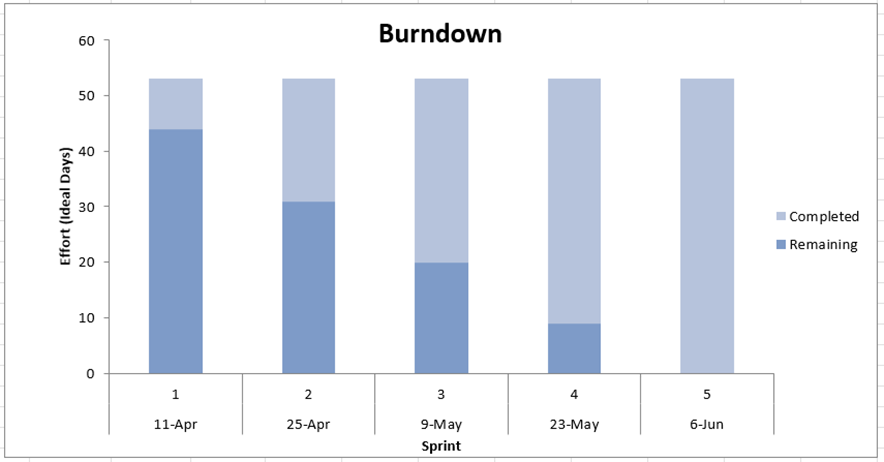 Burndown
60
50
40
30
20
10
0
Effort (Ideal Days)
Completed
Remaining
1 2 3 4 5
11-Apr 25-Apr 9-May 23-May 6-Jun
Sprint